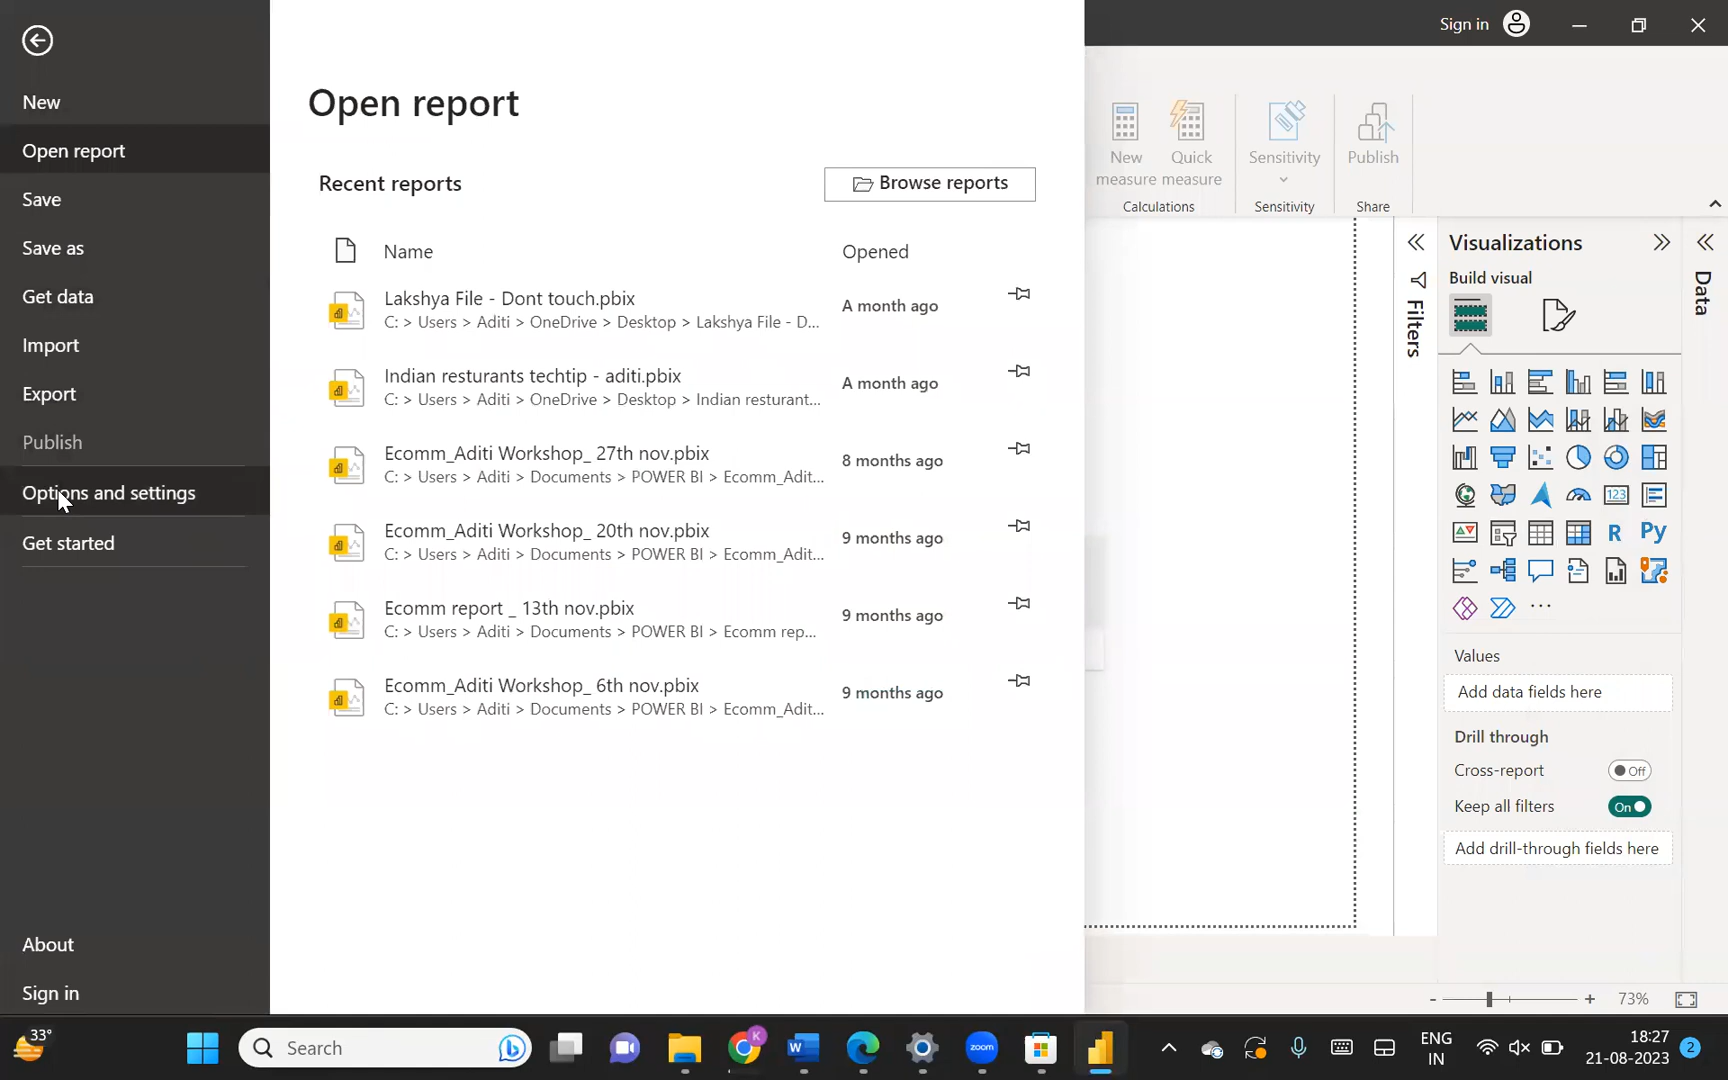 Sign in
New
Open report
Save
Save as
Get data
Import
Export
Publish
Options and settings
Get started
About
Sign in
Open report
Recent reports
Browse reports
Name
Opened
Lakshya File - Dont touch.pbix
C: > Users > Aditi > OneDrive > Desktop > Lakshya File - D...
A month ago
Indian resturants techtip - aditi.pbix
C: > Users > Aditi > OneDrive > Desktop > Indian resturant...
A month ago
Ecomm_Aditi Workshop_ 27th nov.pbix
C: > Users > Aditi > Documents > POWER BI > Ecomm_Adit...
8 months ago
Ecomm_Aditi Workshop_ 20th nov.pbix
C: > Users > Aditi > Documents > POWER BI > Ecomm_Adit...
9 months ago
Ecomm report _ 13th nov.pbix
C: > Users > Aditi > Documents > POWER BI > Ecomm rep...
9 months ago
Ecomm_Aditi Workshop_ 6th nov.pbix
C: > Users > Aditi > Documents > POWER BI > Ecomm_Adit...
9 months ago
New measure
Quick measure
Calculations
Sensitivity
Sensitivity
Publish
Share
Filters
Visualizations
Build visual
123
R
Py
...
Values
Add data fields here
Drill through
Cross-report
Off
Keep all filters
On
Add drill-through fields here
Data
- + 73%
33°
Search
K
W
zoom
ENG
IN
18:27
21-08-2023
2